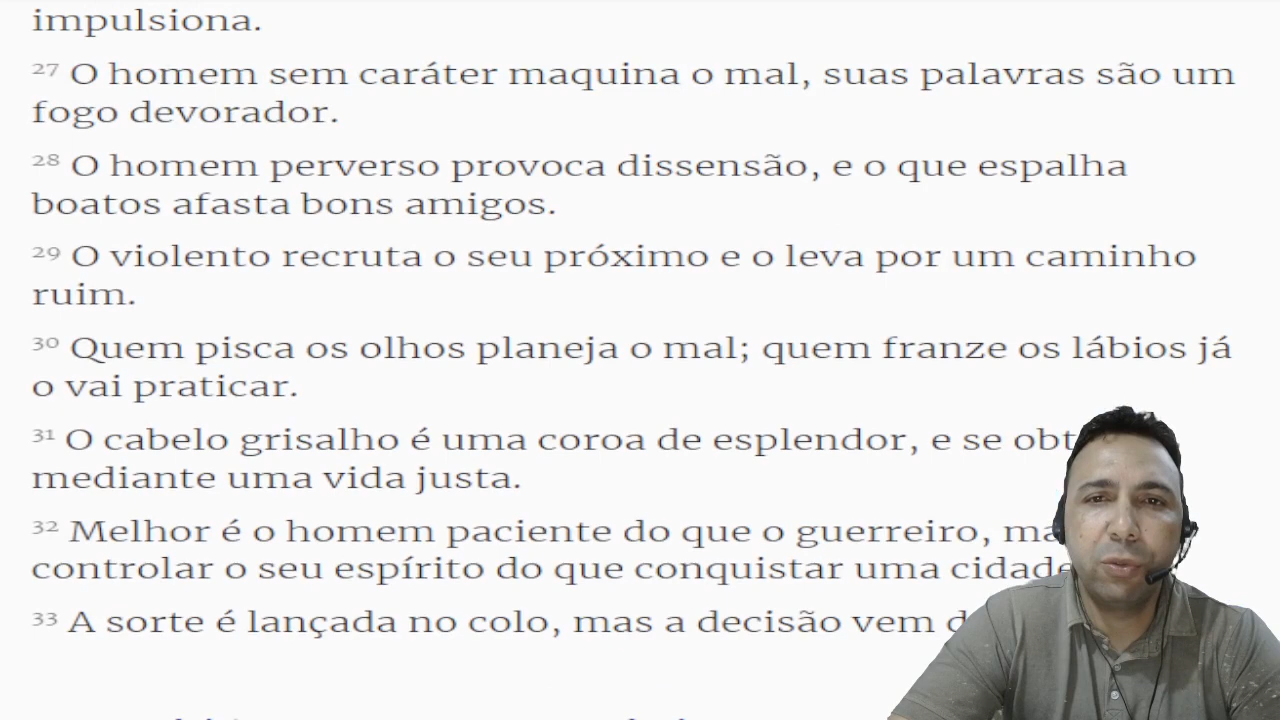 impulsiona.
27 O homem sem caráter maquina o mal, suas palavras são um
fogo devorador.
28 O homem perverso provoca dissensão, e o que espalha
boatos afasta bons amigos.
29 O violento recruta o seu próximo e o leva por um caminho
ruim.
30 Quem pisca os olhos planeja o mal; quem franze os lábios já
o vai praticar.
31 O cabelo grisalho é uma coroa de esplendor, e se
mediante uma vida justa.
32 Melhor é o homem paciente do que o guerreiro,
controlar o seu espírito do que conquistar uma cidade
33 A sorte é lançada no colo, mas a decisão vem